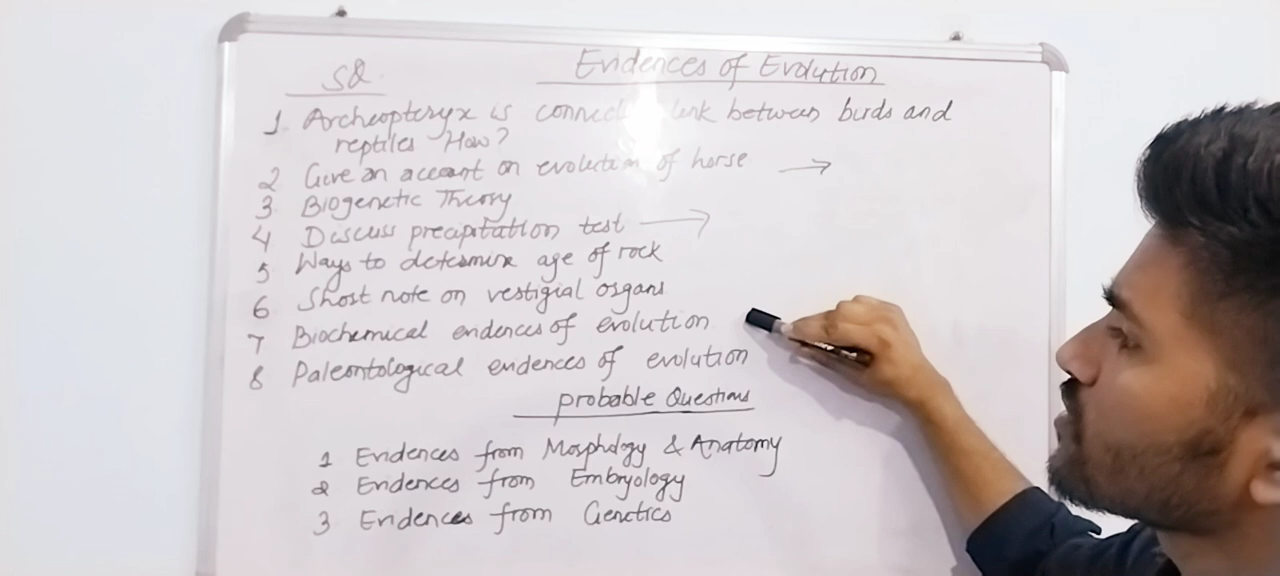 Evidences of Evolution
SQ.
1. Archeopteryx is connect link between birds and
reptiles How?
2 Give an account on evolution of horse →
3 Biogenetic Theory
4 Discuss precipitation test →
5 Ways to determine age of rock
6 Short note on vestigial organs
7 Biochemical evidences of evolution
8 Paleontological evidences of evolution
probable Questions
1 Evidences from Morphology & Anatomy
2 Evidences from Embryology
3 Evidences from Genetics